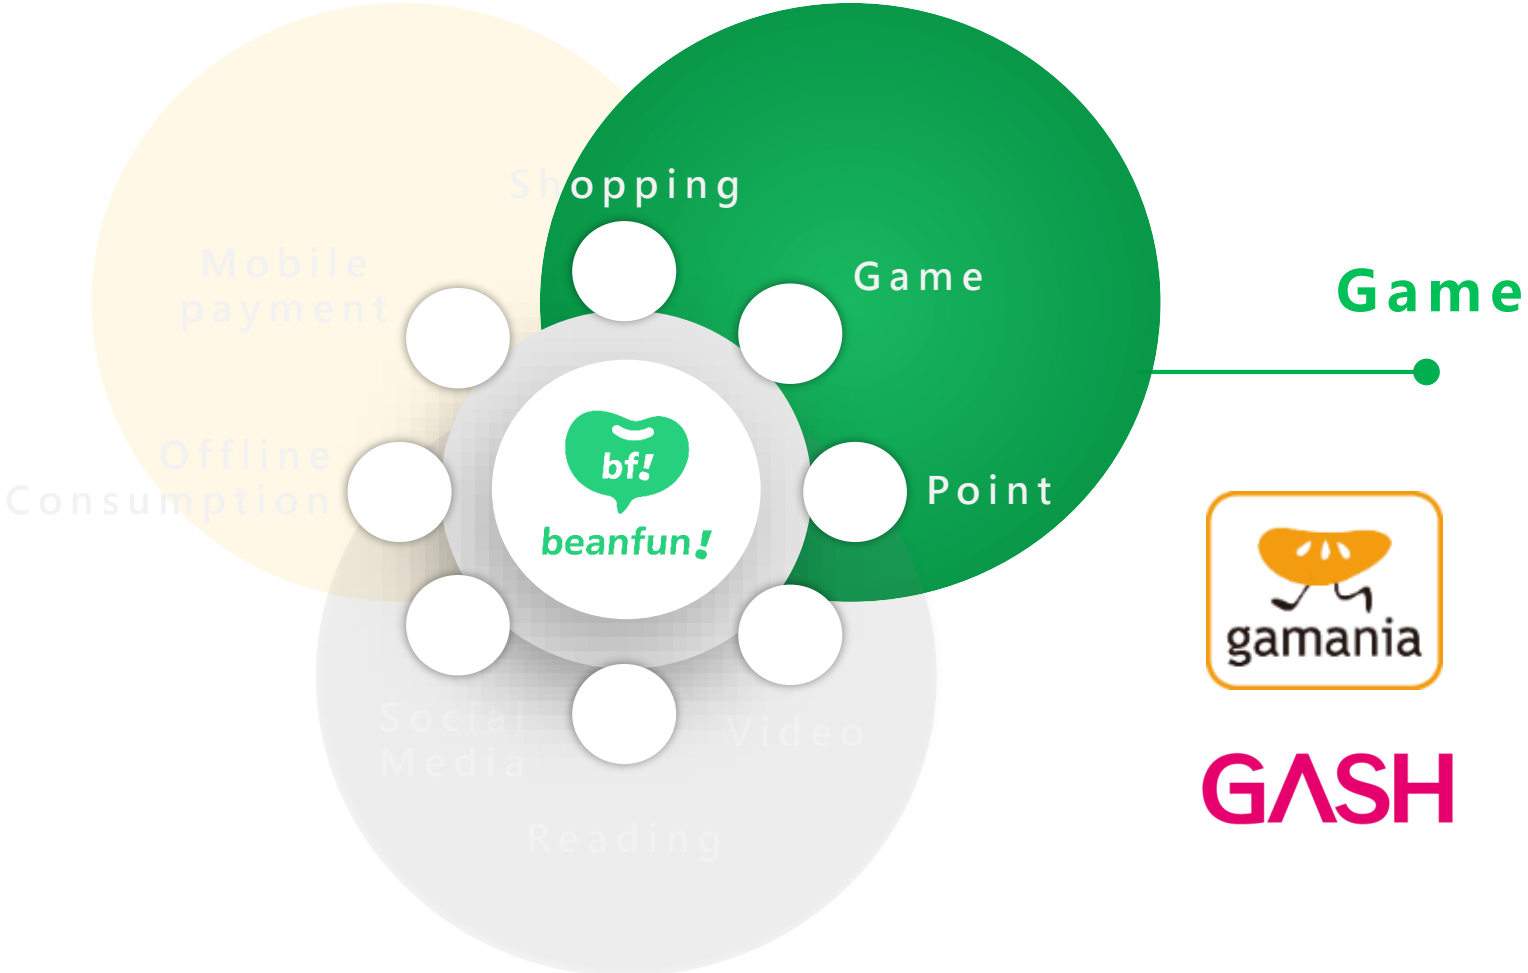 Shopping
Mobile
payment
Game
Game
Offline
Consumption
Point
bf!
beanfun!
gamania
Social
Media
Video
GASH
Reading